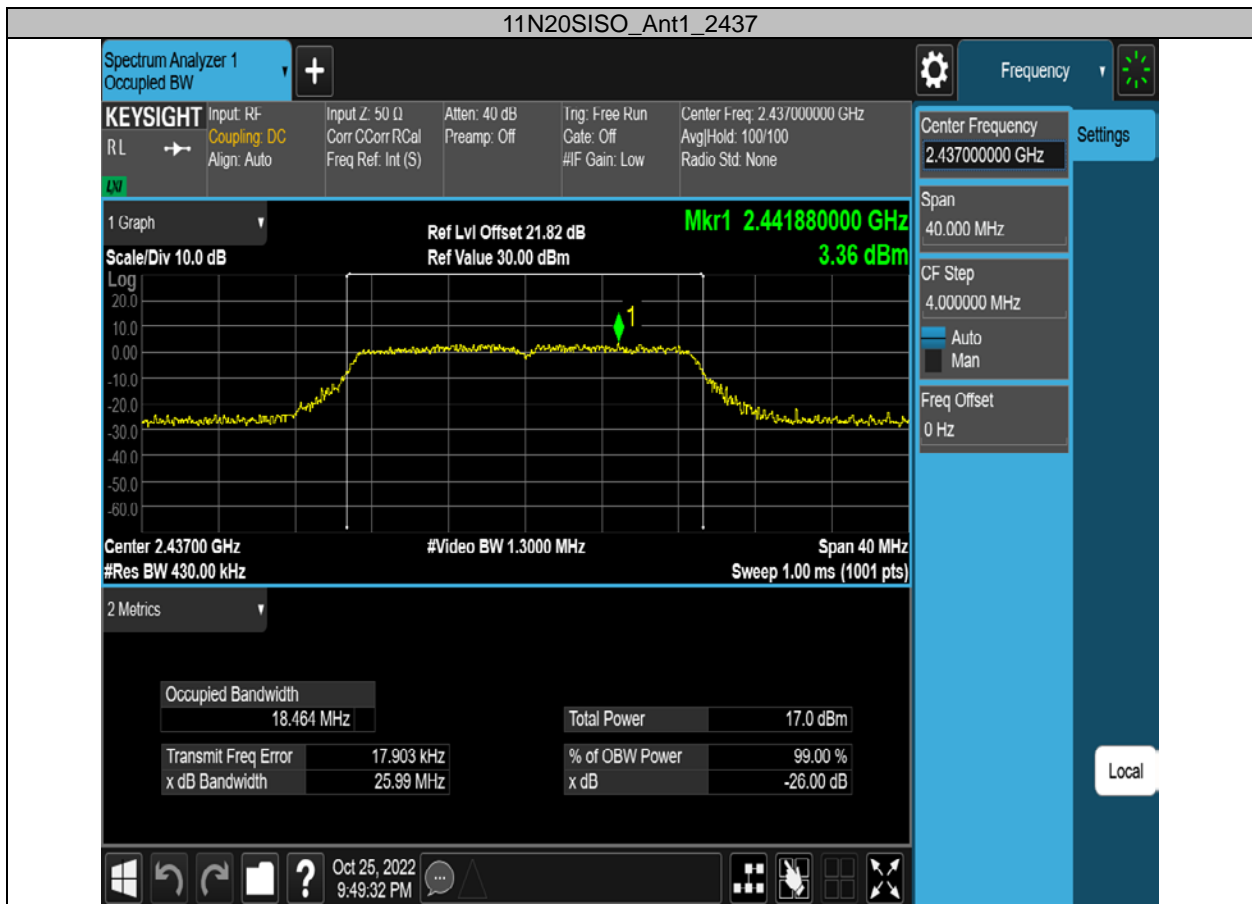 11N20SISO_Ant1_2437
Spectrum Analyzer 1
Occupied BW
Frequency
KEYSIGHT
RL
LXI
Input: RF
Coupling: DC
Align: Auto
Input Z: 50 Ω
Corr CCorr RCal
Freq Ref: Int (S)
Atten: 40 dB
Preamp: Off
Trig: Free Run
Gate: Off
#IF Gain: Low
Center Freq: 2.437000000 GHz
Avg|Hold: 100/100
Radio Std: None
Center Frequency
2.437000000 GHz
Settings
Span
40.000 MHz
CF Step
4.000000 MHz
Auto
Man
Freq Offset
0 Hz
Local
1 Graph
Scale/Div 10.0 dB
Ref Lvl Offset 21.82 dB
Ref Value 30.00 dBm
Mkr1 2.441880000 GHz
3.36 dBm
Log
20.0
10.0
0.00
-10.0
-20.0
-30.0
-40.0
-50.0
-60.0
1
Center 2.43700 GHz
#Res BW 430.00 kHz
#Video BW 1.3000 MHz
Span 40 MHz
Sweep 1.00 ms (1001 pts)
2 Metrics
Occupied Bandwidth
18.464 MHz
Total Power 17.0 dBm
Transmit Freq Error 17.903 kHz
% of OBW Power 99.00 %
x dB Bandwidth 25.99 MHz
x dB -26.00 dB
Oct 25, 2022
9:49:32 PM